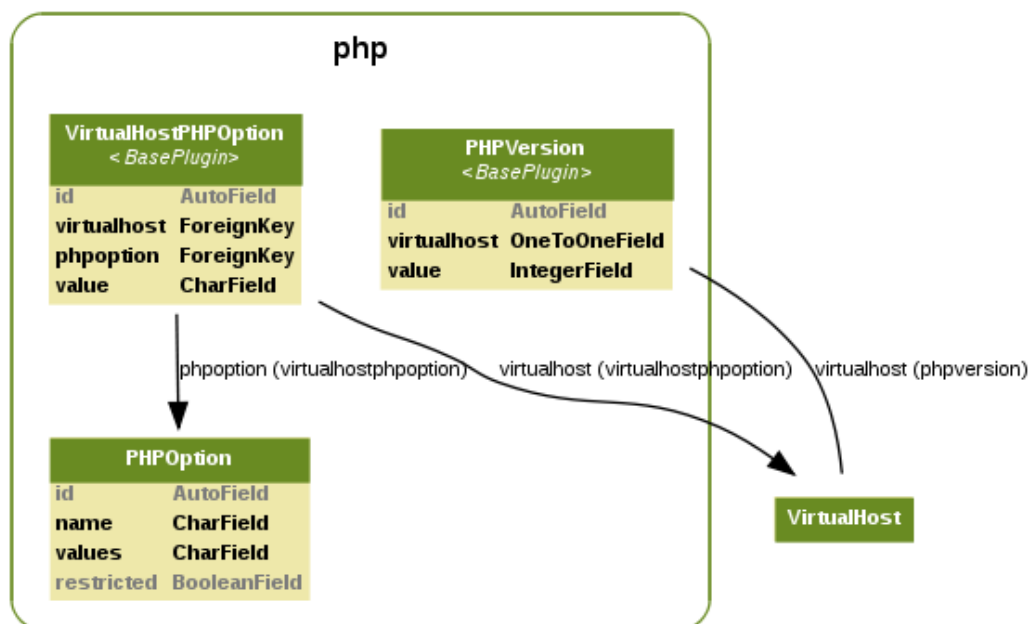 php
VirtualHostPHPOption
<BasePlugin>
id AutoField
virtualhost ForeignKey
phpoption ForeignKey
value CharField
PHPVersion
<BasePlugin>
id AutoField
virtualhost OneToOneField
value IntegerField
phpoption (virtualhostphpoption)
virtualhost (virtualhostphpoption)
virtualhost (phpversion)
PHPOption
id AutoField
name CharField
values CharField
restricted BooleanField
VirtualHost